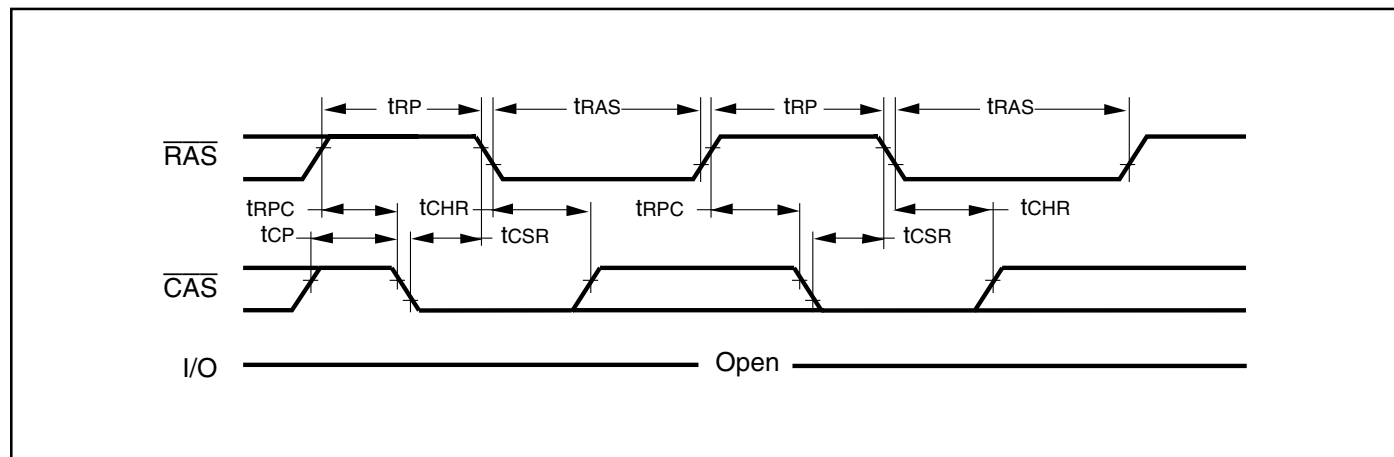 tRP tRAS tRP tRAS
RAS
tRPC tCHR tRPC tCHR
tCP tCSR tCSR
CAS
I/O Open